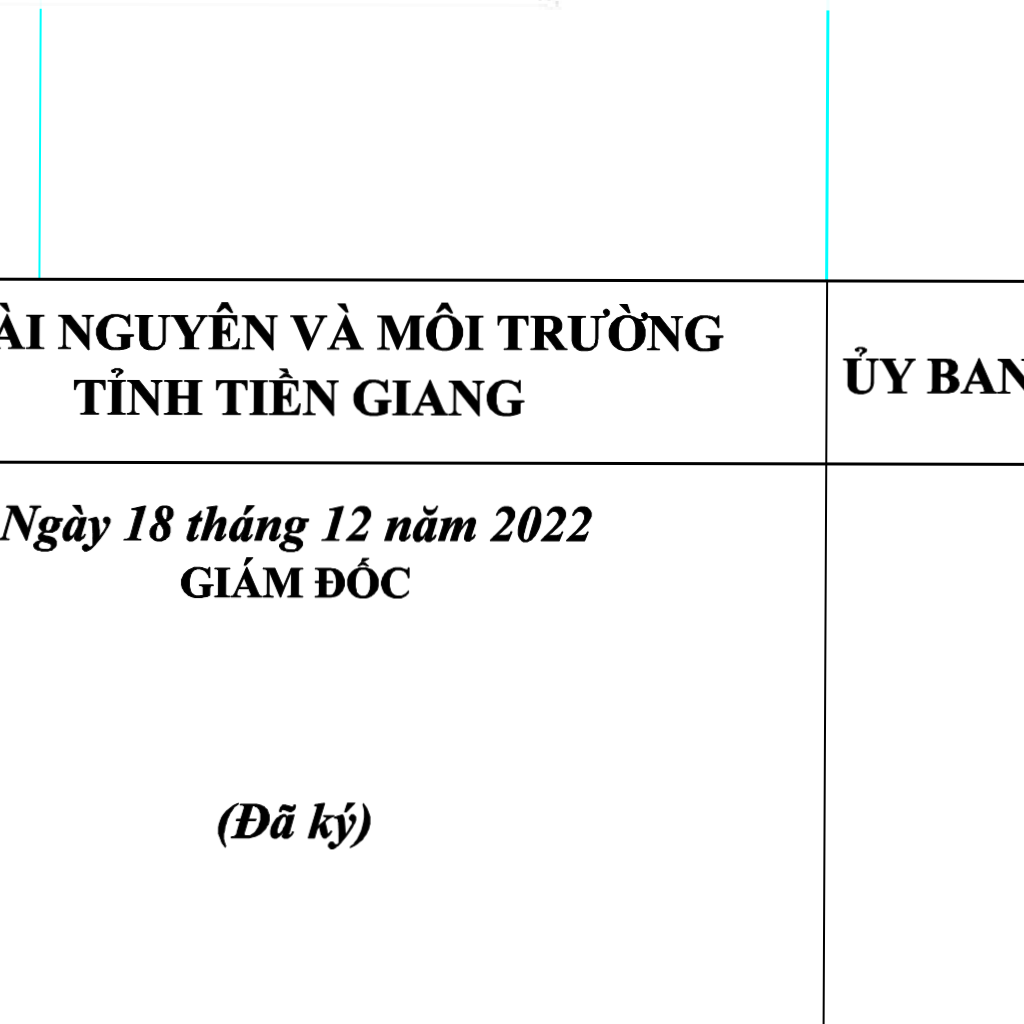 ÀI NGUYÊN VÀ MÔI TRƯỜNG
TỈNH TIỀN GIANG
ỦY BAN
Ngày 18 tháng 12 năm 2022
GIÁM ĐỐC
(Đã ký)